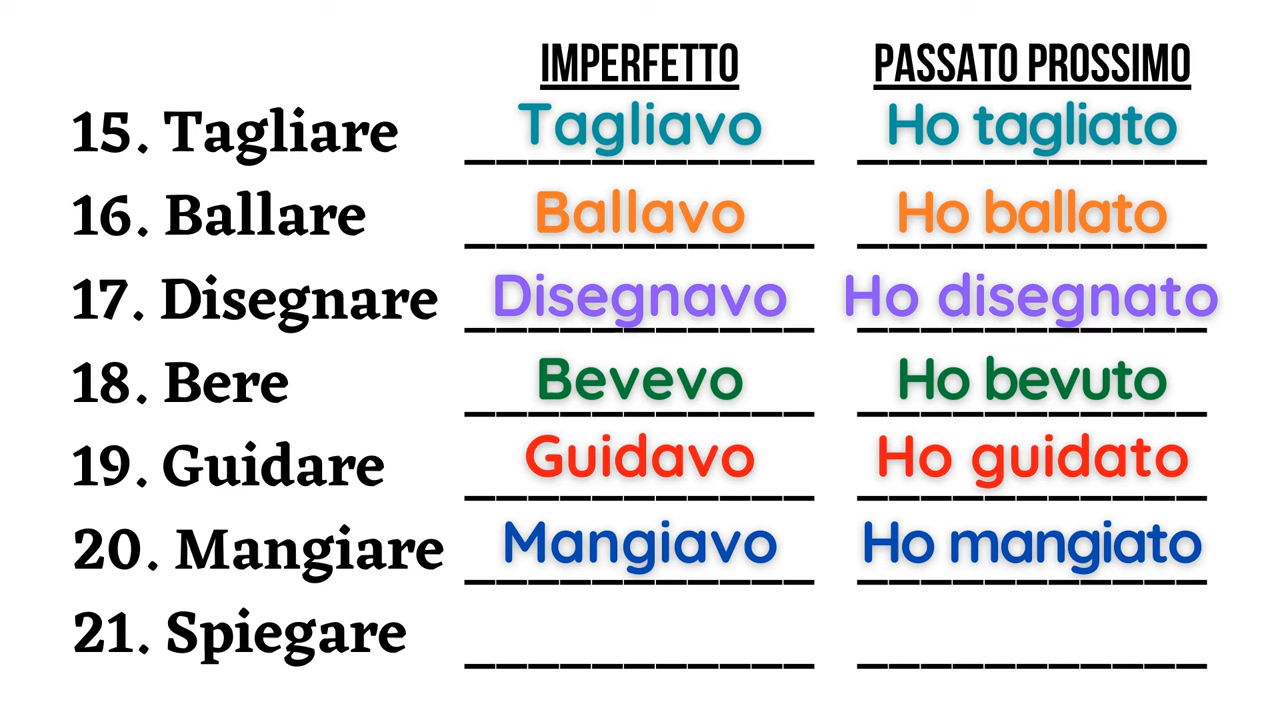 IMPERFETTO PASSATO PROSSIMO
15. Tagliare Tagliavo Ho tagliato
16. Ballare Ballavo Ho ballato
17. Disegnare Disegnavo Ho disegnato
18. Bere Bevevo Ho bevuto
19. Guidare Guidavo Ho guidato
20. Mangiare Mangiavo Ho mangiato
21. Spiegare